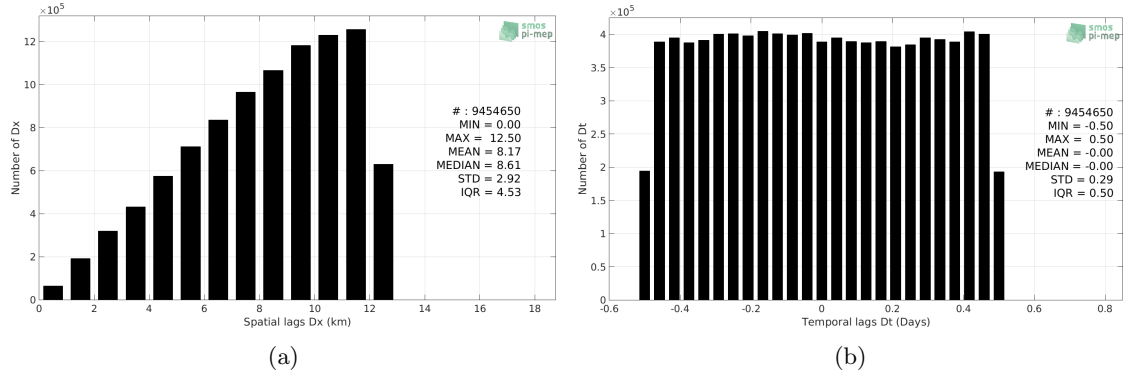 ×10⁵
12
10
8
6
4
2
0
0 2 4 6 8 10 12 14 16 18
Number of Dx
Spatial lags Dx (km)
smos
pi-mep
# : 9454650
MIN = 0.00
MAX = 12.50
MEAN = 8.17
MEDIAN = 8.61
STD = 2.92
IQR = 4.53
(a)
×10⁵
4
3.5
3
2.5
2
1.5
1
0.5
0
-0.6 -0.4 -0.2 0 0.2 0.4 0.6 0.8
Number of Dt
Temporal lags Dt (Days)
smos
pi-mep
# : 9454650
MIN = -0.50
MAX = 0.50
MEAN = -0.00
MEDIAN = -0.00
STD = 0.29
IQR = 0.50
(b)